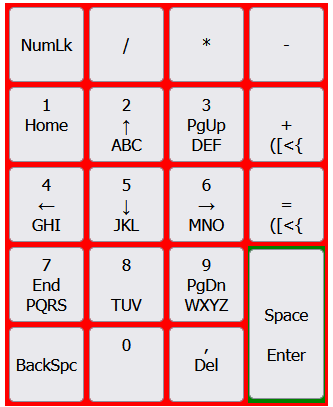 NumLk
/
*
-
1
Home
2
↑
ABC
3
PgUp
DEF
+
([<{
4
←
GHI
5
↓
JKL
6
→
MNO
=
([<{
7
End
PQRS
8
TUV
9
PgDn
WXYZ
Space
Enter
BackSpc
0
,
Del